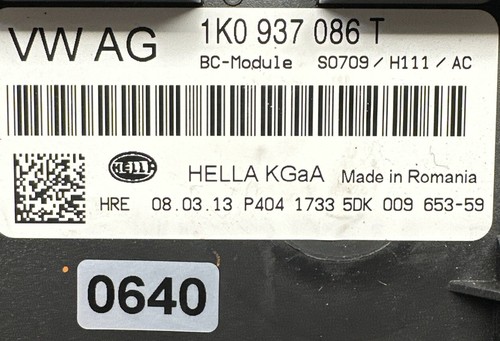 VW AG
1K0 937 086 T
BC-Module S0709 / H111 / AC
HELLA
HELLA KGaA Made in Romania
HRE 08.03.13 P404 1733 5DK 009 653-59
0640